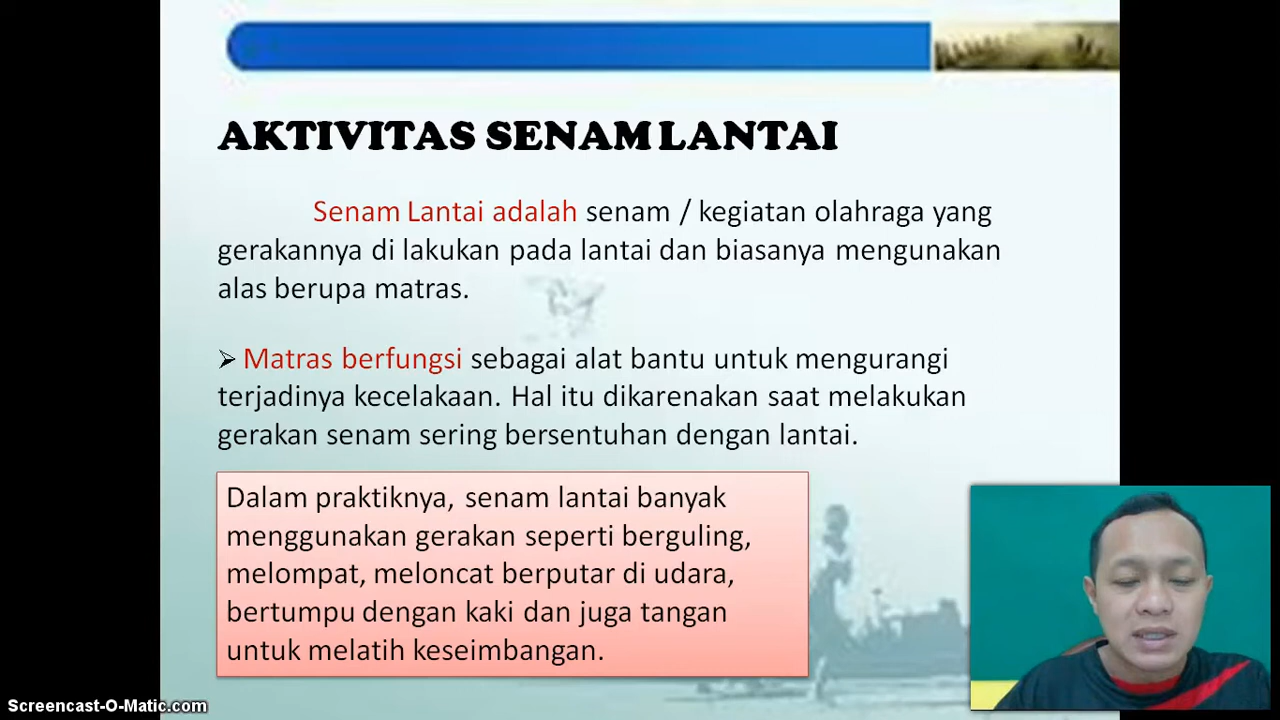 AKTIVITAS SENAM LANTAI
Senam Lantai adalah senam / kegiatan olahraga yang
gerakannya di lakukan pada lantai dan biasanya mengunakan
alas berupa matras.
➢ Matras berfungsi sebagai alat bantu untuk mengurangi
terjadinya kecelakaan. Hal itu dikarenakan saat melakukan
gerakan senam sering bersentuhan dengan lantai.
Dalam praktiknya, senam lantai banyak
menggunakan gerakan seperti berguling,
melompat, meloncat berputar di udara,
bertumpu dengan kaki dan juga tangan
untuk melatih keseimbangan.
Screencast-O-Matic.com